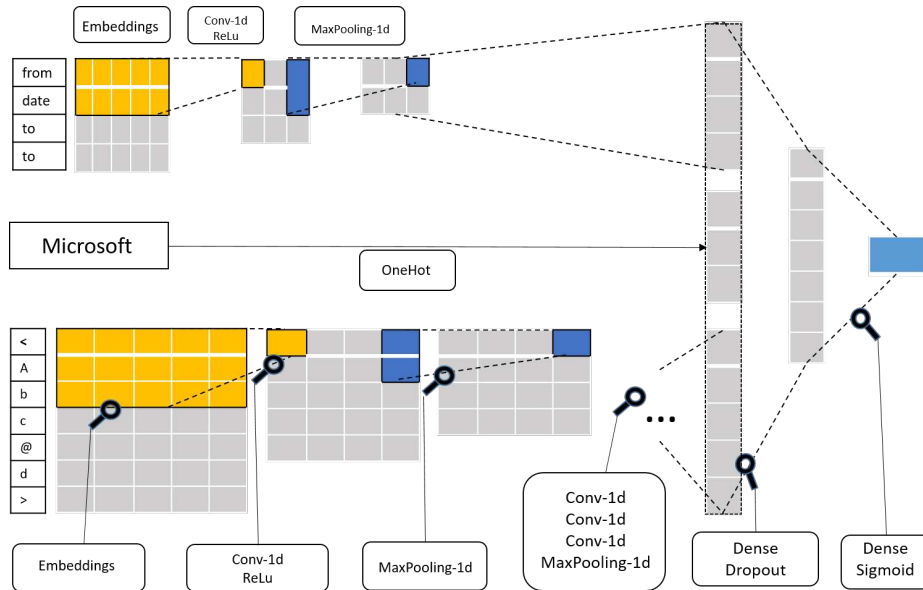 Embeddings
Conv-1d
ReLu
MaxPooling-1d
from
date
to
to
Microsoft
OneHot
<
A
b
c
@
d
>
...
Embeddings
Conv-1d
ReLu
MaxPooling-1d
Conv-1d
Conv-1d
Conv-1d
MaxPooling-1d
Dense
Dropout
Dense
Sigmoid